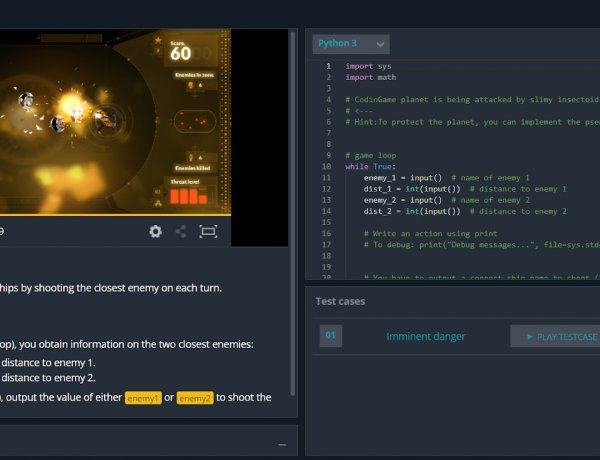 Score
60
Enemies in zone
6
Enemies killed
6
Threat level
9
hips by shooting the closest enemy on each turn.
op), you obtain information on the two closest enemies:
distance to enemy 1.
distance to enemy 2.
), output the value of either enemy1 or enemy2 to shoot the
Python 3
1 import sys
2 import math
3
4 # CodinGame planet is being attacked by slimy insectoid
5 # <---
6 # Hint:To protect the planet, you can implement the pse
7
8
9 # game loop
10 while True:
11 enemy_1 = input()  # name of enemy 1
12 dist_1 = int(input())  # distance to enemy 1
13 enemy_2 = input()  # name of enemy 2
14 dist_2 = int(input())  # distance to enemy 2
15
16 # Write an action using print
17 # To debug: print("Debug messages...", file=sys.std
18
19
20 # You have to output a correct ship name to shoot (
Test cases
01 Imminent danger PLAY TESTCASE